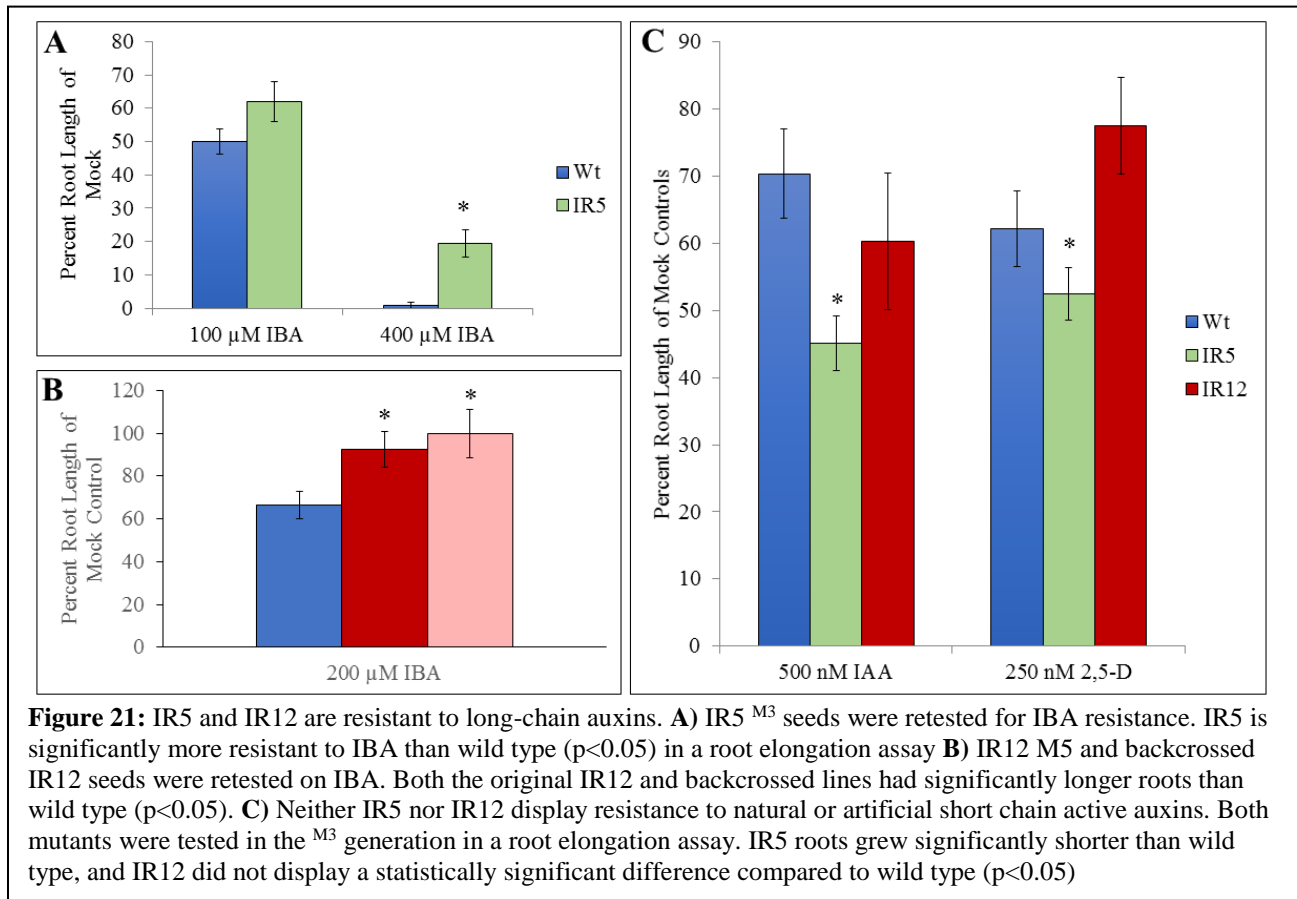 A
Percent Root Length of
Mock
80
70
60
50
40
30
20
10
0
*
100 µM IBA
400 µM IBA
Wt
IR5
B
Percent Root Length of
Mock Control
120
100
80
60
40
20
0
*
*
200 µM IBA
C
Percent Root Length of Mock Controls
90
80
70
60
50
40
30
20
10
0
*
*
500 nM IAA
250 nM 2,5-D
Wt
IR5
IR12
Figure 21: IR5 and IR12 are resistant to long-chain auxins. A) IR5 M3 seeds were retested for IBA resistance. IR5 is
significantly more resistant to IBA than wild type (p<0.05) in a root elongation assay B) IR12 M5 and backcrossed
IR12 seeds were retested on IBA. Both the original IR12 and backcrossed lines had significantly longer roots than
wild type (p<0.05). C) Neither IR5 nor IR12 display resistance to natural or artificial short chain active auxins. Both
mutants were tested in the M3 generation in a root elongation assay. IR5 roots grew significantly shorter than wild
type, and IR12 did not display a statistically significant difference compared to wild type (p<0.05)